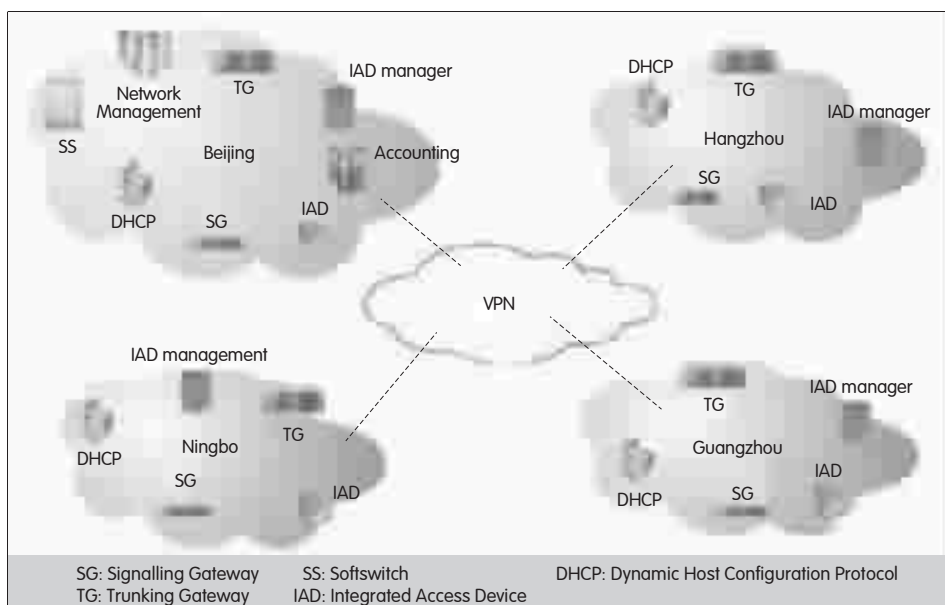 Network
Management
TG
IAD manager
SS
Beijing
Accounting
DHCP
SG
IAD
DHCP
TG
IAD manager
Hangzhou
SG
IAD
VPN
IAD management
DHCP
Ningbo
TG
SG
IAD
TG
IAD manager
Guangzhou
DHCP
SG
IAD
SG: Signalling Gateway SS: Softswitch DHCP: Dynamic Host Configuration Protocol
TG: Trunking Gateway IAD: Integrated Access Device